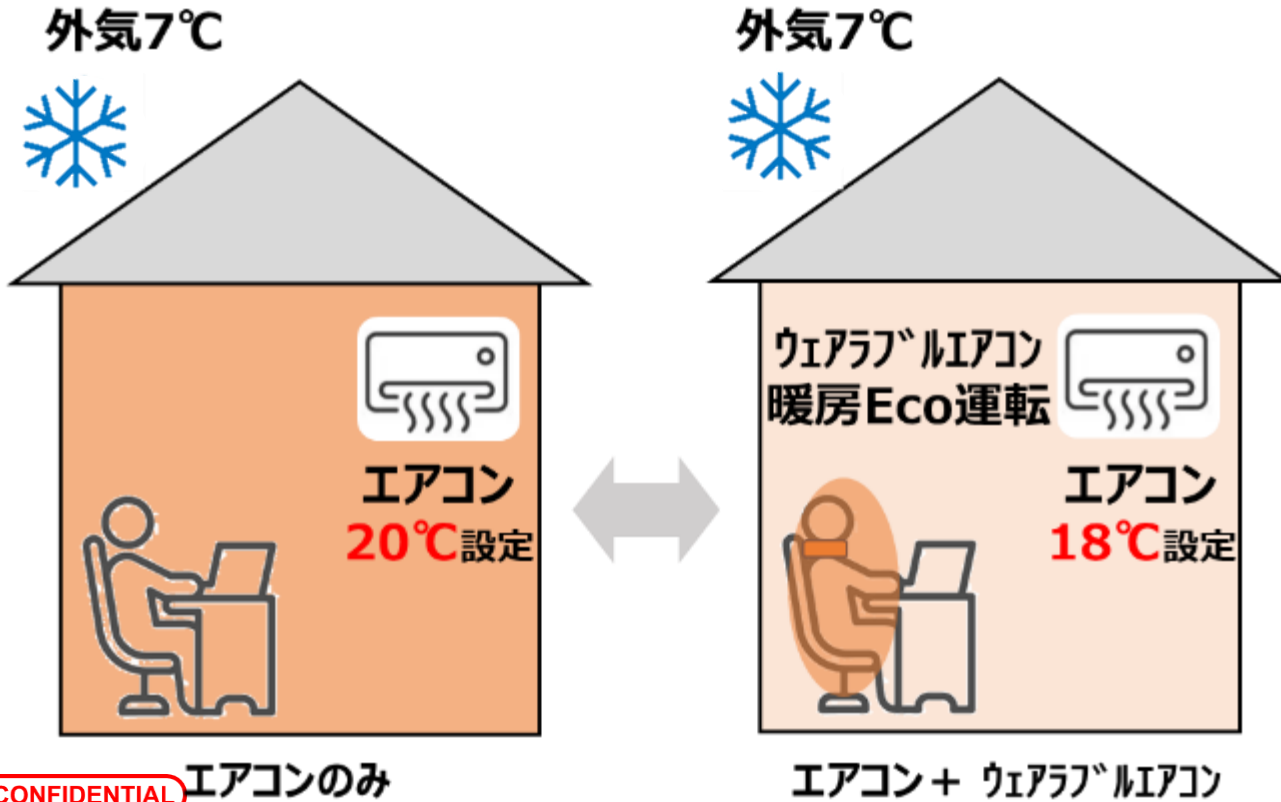 外気7℃
外気7℃
ウェアラブルエアコン
暖房Eco運転
エアコン
20℃設定
エアコン
18℃設定
CONFIDENTIAL
エアコンのみ
エアコン＋ ウェアラブルエアコン